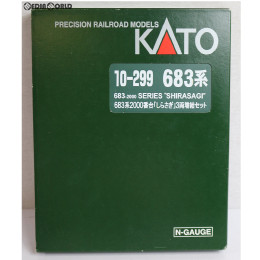 MEDIAWORLD
PRECISION RAILROAD MODELS
KATO
10-299 683系
683-2000 SERIES "SHIRASAGI"
683系2000番台「しらさぎ」3両増結セット
N-GAUGE